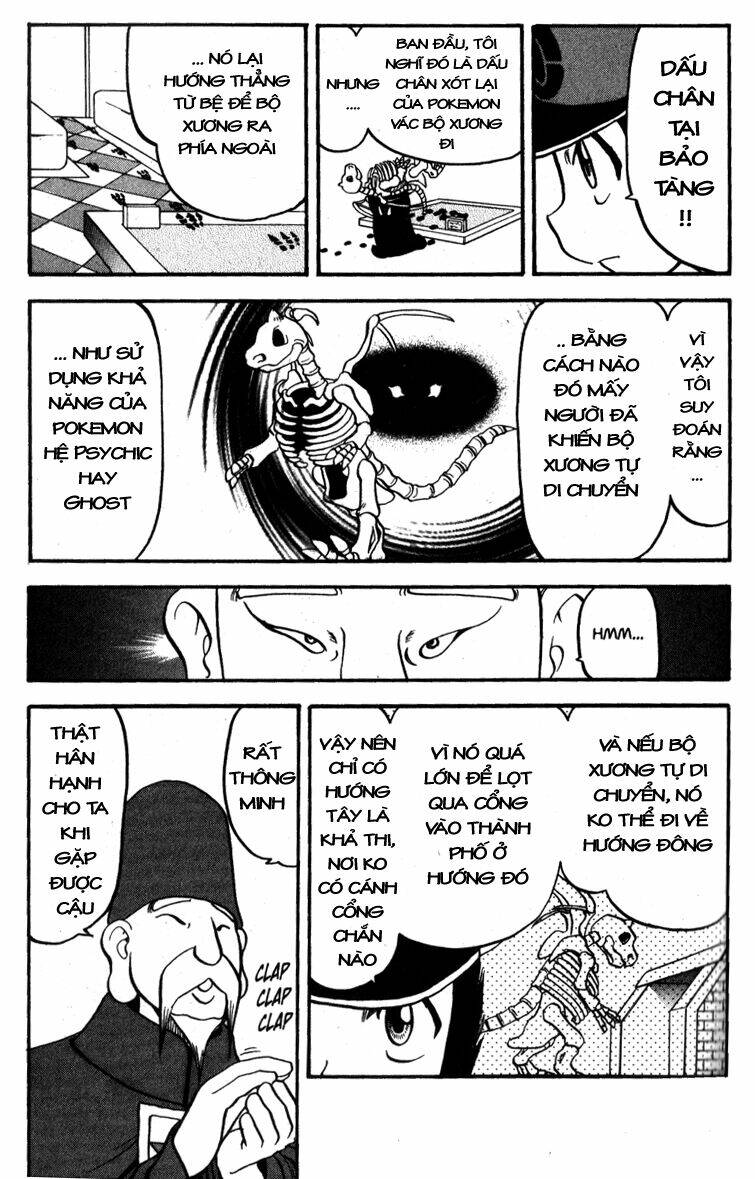 DẤU
CHÂN
TẠI
BẢO
TÀNG
!!
BAN ĐẦU, TÔI
NGHĨ ĐÓ LÀ DẤU
CHÂN XÓT LẠI
CỦA POKEMON
VÁC BỘ XƯƠNG
ĐI
NHƯNG
....
... NÓ LẠI
HƯỚNG THẲNG
TỪ BỆ ĐỂ BỘ
XƯƠNG RA
PHÍA NGOÀI
VÌ
VẬY
TÔI
SUY
ĐOÁN
RẰNG
...
.. BẰNG
CÁCH NÀO
ĐÓ MẤY
NGƯỜI ĐÃ
KHIẾN BỘ
XƯƠNG TỰ
DI CHUYỂN
... NHƯ SỬ
DỤNG KHẢ
NĂNG CỦA
POKEMON
HỆ PSYCHIC
HAY
GHOST
HMM...
VÀ NẾU BỘ
XƯƠNG TỰ DI
CHUYỂN, NÓ
KO THỂ ĐI VỀ
HƯỚNG ĐÔNG
VÌ NÓ QUÁ
LỚN ĐỂ LỌT
QUA CỔNG
VÀO THÀNH
PHỐ Ở
HƯỚNG ĐÓ
VẬY NÊN
CHỈ CÓ
HƯỚNG
TÂY LÀ
KHẢ THI,
NƠI KO
CÓ CÁNH
CỔNG
CHẮN
NÀO
RẤT
THÔNG
MINH
THẬT
HÂN
HẠNH
CHO TA
KHI
GẶP
ĐƯỢC
CẬU
CLAP
CLAP
CLAP